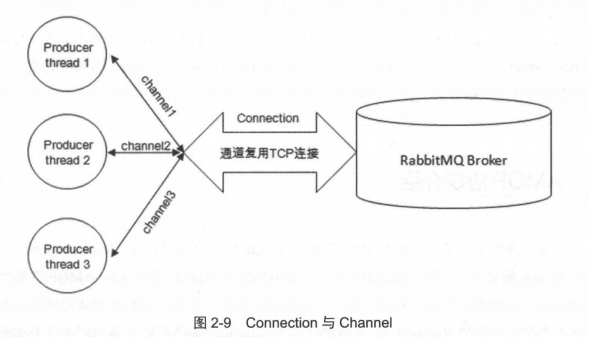 Producer
thread 1
channel1
Producer
thread 2
channel2
Producer
thread 3
channel3
Connection
通道复用TCP连接
RabbitMQ Broker
图 2-9 Connection 与 Channel